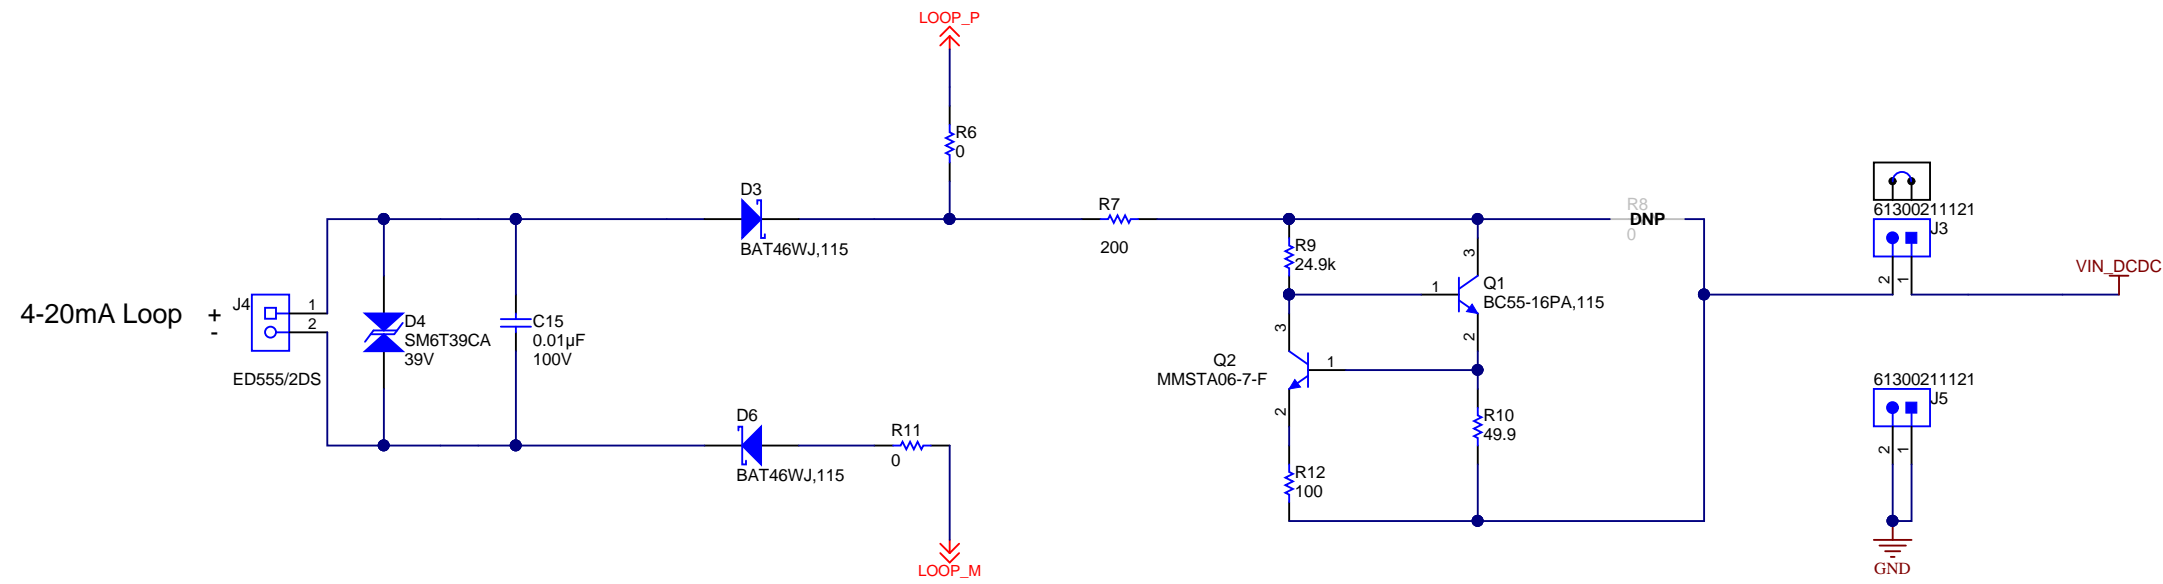 LOOP_P
R6
0
D3
BAT46WJ,115
R7
200
R8
DNP
0
61300211121
J3
2
1
VIN_DCDC
R9
24.9k
3
1
Q1
BC55-16PA,115
2
4-20mA Loop
+
-
J4
1
2
ED555/2DS
D4
SM6T39CA
39V
C15
0.01µF
100V
3
Q2
MMSTA06-7-F
1
2
R10
49.9
R12
100
D6
BAT46WJ,115
R11
0
LOOP_M
61300211121
J5
2
1
GND